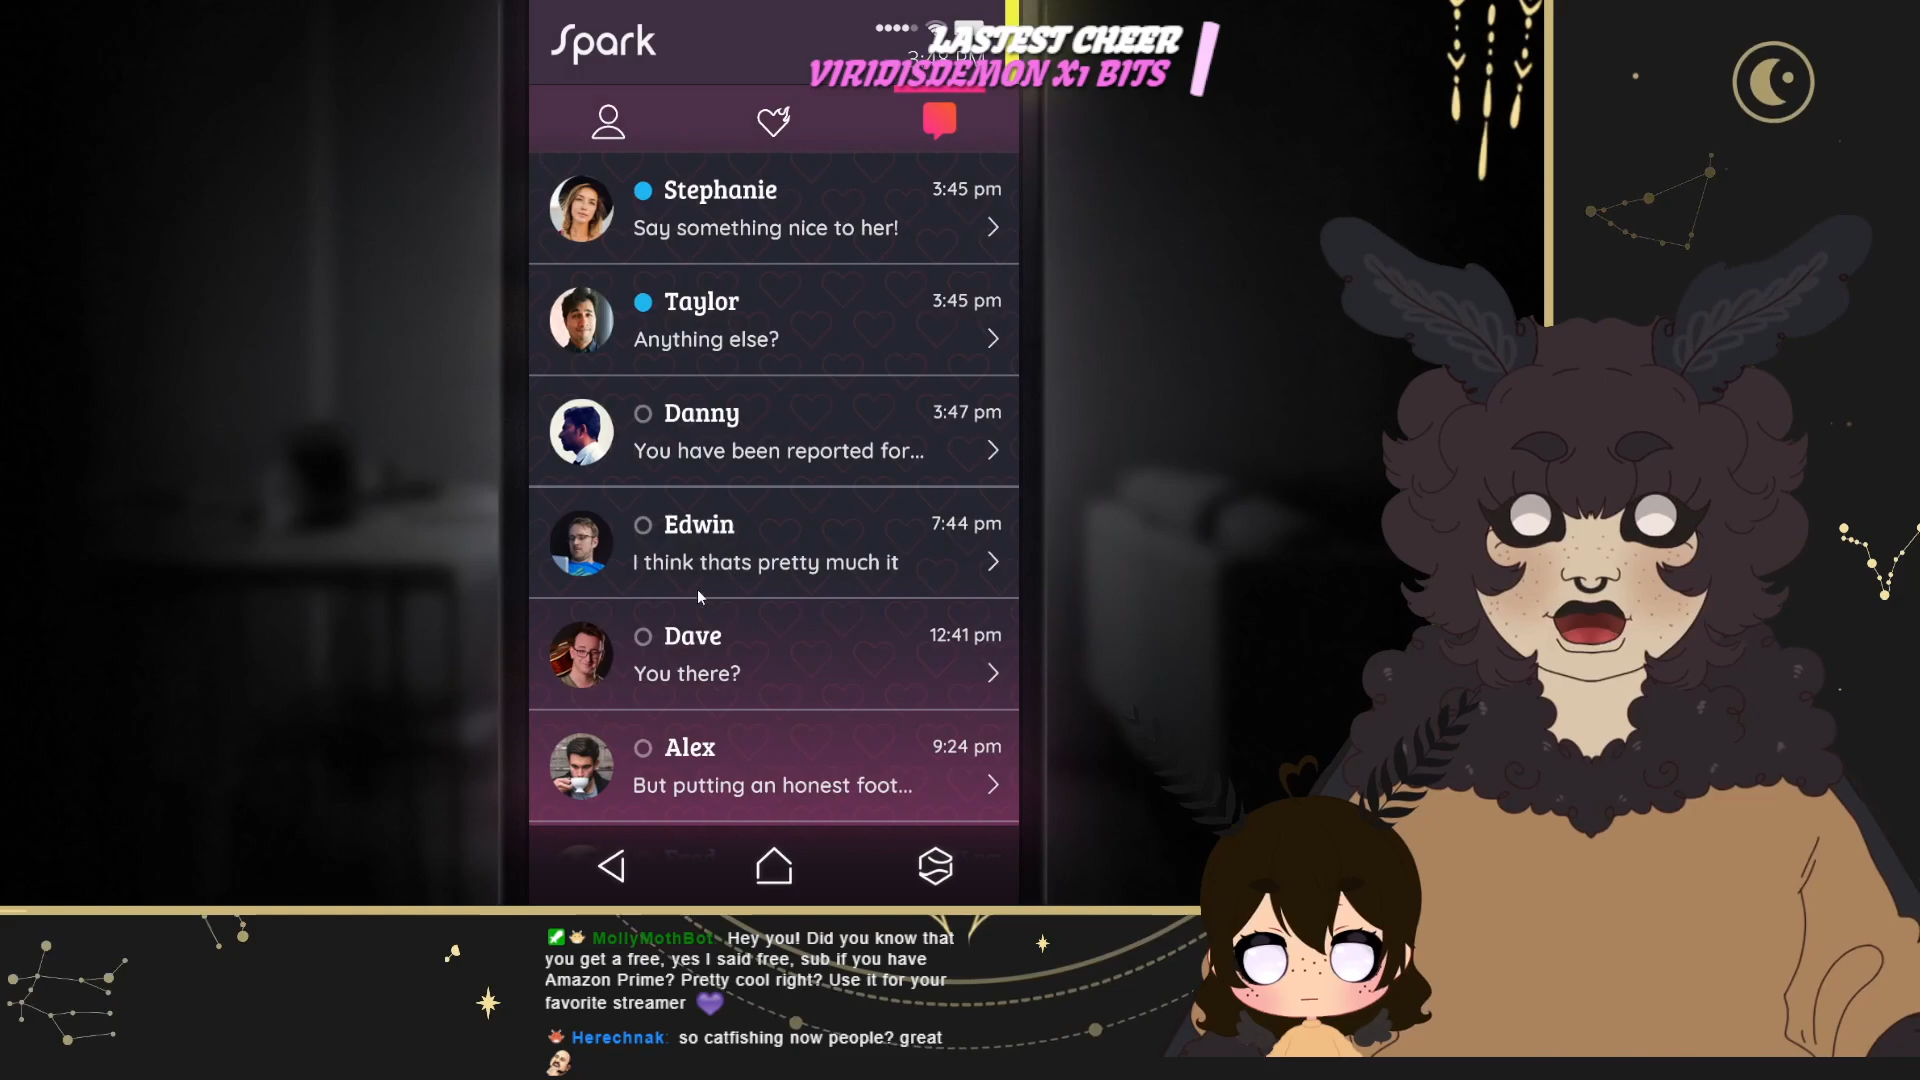 Spark
LASTEST CHEER
3:48 PM
VIRIDISDEMON X1 BITS
Stephanie
3:45 pm
Say something nice to her!
Taylor
3:45 pm
Anything else?
Danny
3:47 pm
You have been reported for...
Edwin
7:44 pm
I think thats pretty much it
Dave
12:41 pm
You there?
Alex
9:24 pm
But putting an honest foot...
MollyMothBot: Hey you! Did you know that
you get a free, yes I said free, sub if you have
Amazon Prime? Pretty cool right? Use it for your
favorite streamer
Herechnak: so catfishing now people? great